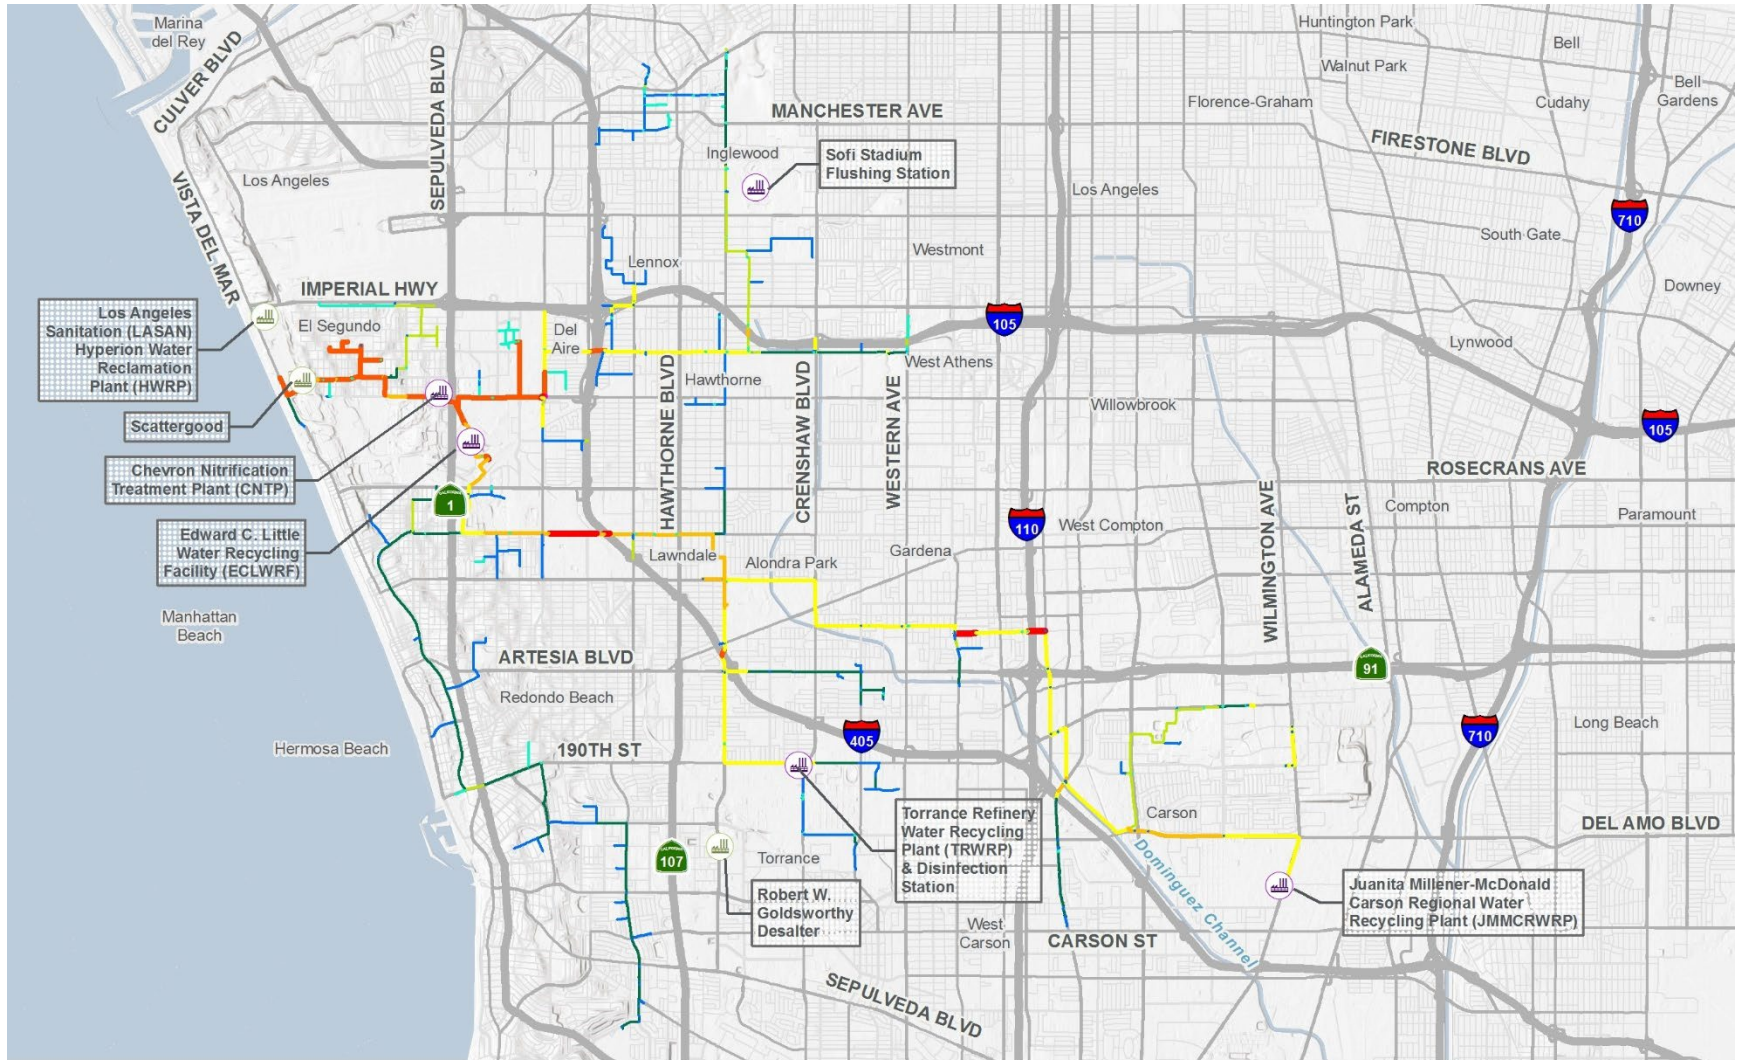 Marina
del Rey
CULVER BLVD
SEPULVEDA BLVD
Huntington Park
Bell
Walnut Park
Bell
Gardens
Cudahy
Florence-Graham
MANCHESTER AVE
FIRESTONE BLVD
Inglewood
Sofi Stadium
Flushing Station
Los Angeles
VISTA DEL MAR
Los Angeles
710
South Gate
Westmont
Lennox
Downey
IMPERIAL HWY
Los Angeles
Sanitation (LASAN)
Hyperion Water
Reclamation
Plant (HWRP)
El Segundo
Del
Aire
105
Lynwood
West Athens
HAWTHORNE BLVD
Hawthorne
CRENSHAW BLVD
WESTERN AVE
Willowbrook
Scattergood
105
Chevron Nitrification
Treatment Plant (CNTP)
ROSECRANS AVE
CALIFORNIA
1
WILMINGTON AVE
ALAMEDA ST
Compton
Paramount
110
West Compton
Edward C. Little
Water Recycling
Facility (ECLWRF)
Lawndale
Alondra Park
Gardena
Manhattan
Beach
ARTESIA BLVD
CALIFORNIA
91
Redondo Beach
Hermosa Beach
190TH ST
405
710
Long Beach
Torrance Refinery
Water Recycling
Plant (TRWRP)
& Disinfection
Station
Carson
DEL AMO BLVD
CALIFORNIA
107
Torrance
Dominguez Channel
Robert W.
Goldsworthy
Desalter
Juanita Millener-McDonald
Carson Regional Water
Recycling Plant (JMMCRWRP)
West
Carson
CARSON ST
SEPULVEDA BLVD